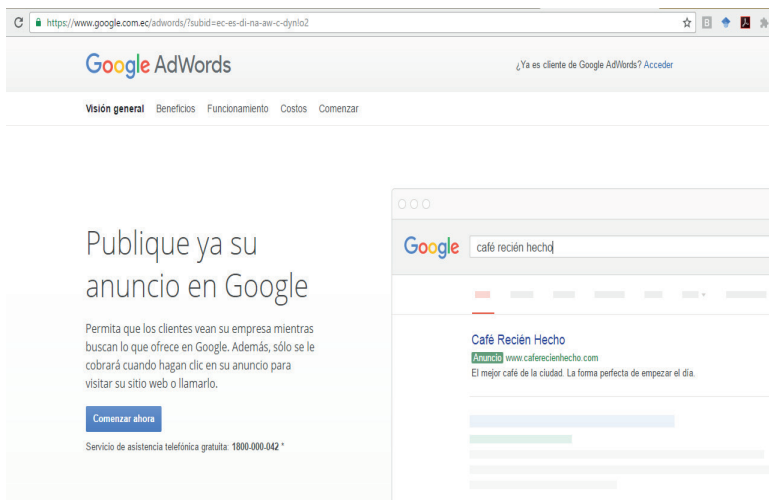 https://www.google.com.ec/adwords/?subid=ec-es-di-na-aw-c-dyn!o2
Google AdWords
¿Ya es cliente de Google AdWords? Acceder
Visión general Beneficios Funcionamiento Costos Comenzar
Publique ya su
anuncio en Google
Permita que los clientes vean su empresa mientras
buscan lo que ofrece en Google. Además, sólo se le
cobrará cuando hagan clic en su anuncio para
visitar su sitio web o llamarlo.
Comenzar ahora
Servicio de asistencia telefónica gratuita: 1800-000-042 *
Google café recién hecho
Café Recién Hecho
Anuncio www.caferecienhecho.com
El mejor café de la ciudad. La forma perfecta de empezar el día.